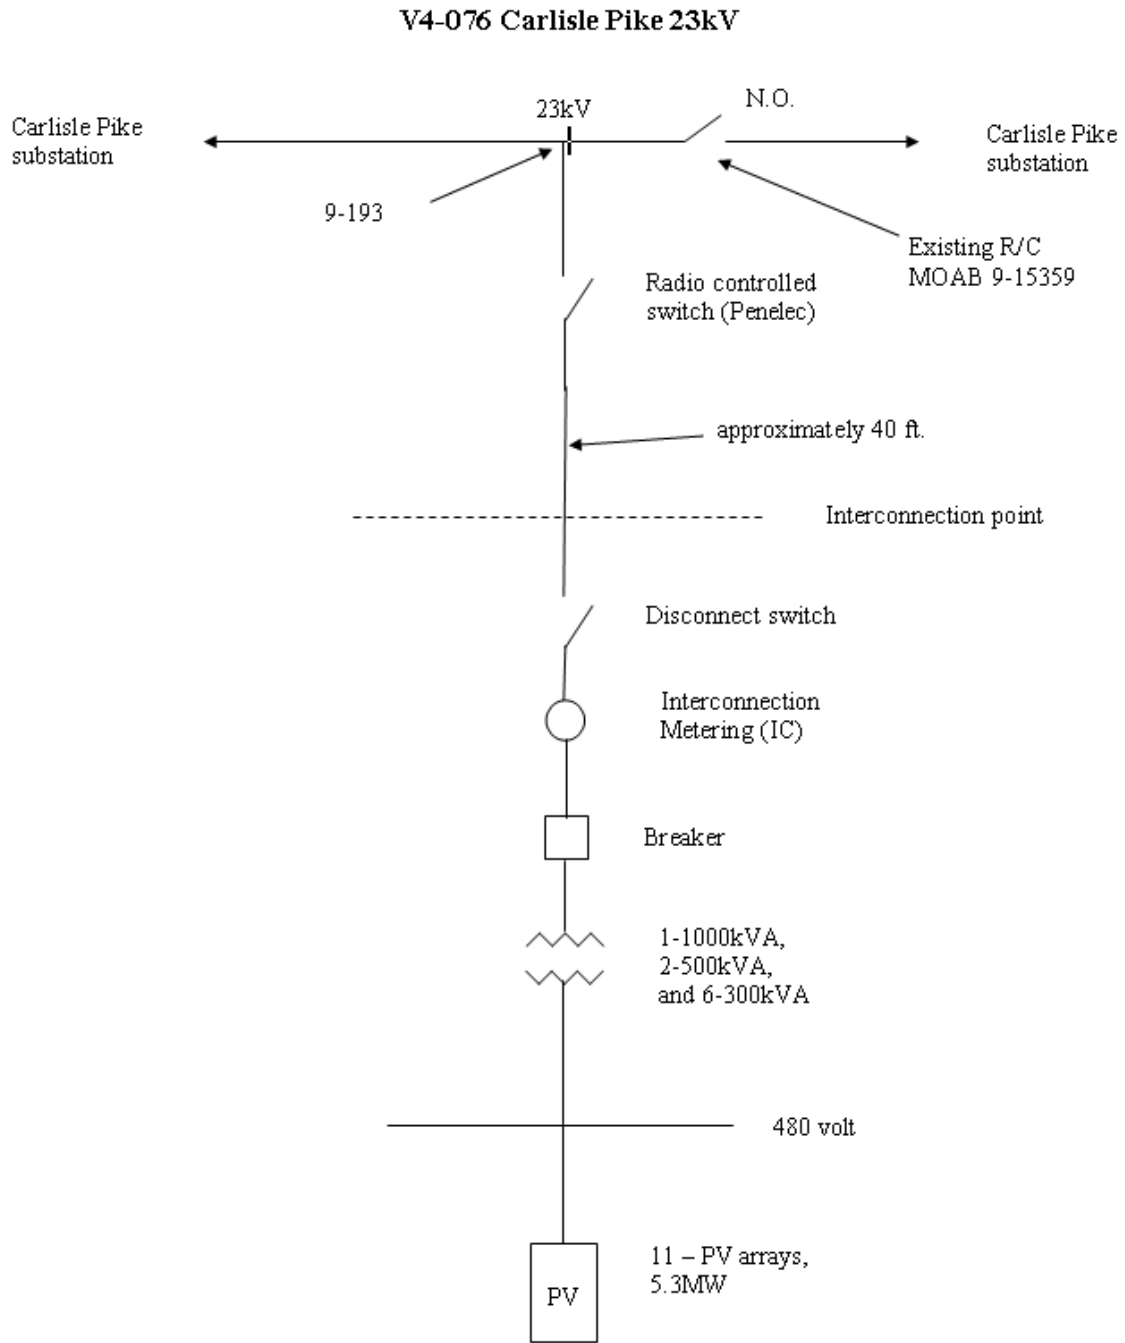 V4-076 Carlisle Pike 23kV
N.O.
23kV
Carlisle Pike
substation
Carlisle Pike
substation
9-193
Existing R/C
MOAB 9-15359
Radio controlled
switch (Penelec)
approximately 40 ft.
Interconnection point
Disconnect switch
Interconnection
Metering (IC)
Breaker
1-1000kVA,
2-500kVA,
and 6-300kVA
480 volt
11 – PV arrays,
5.3MW
PV